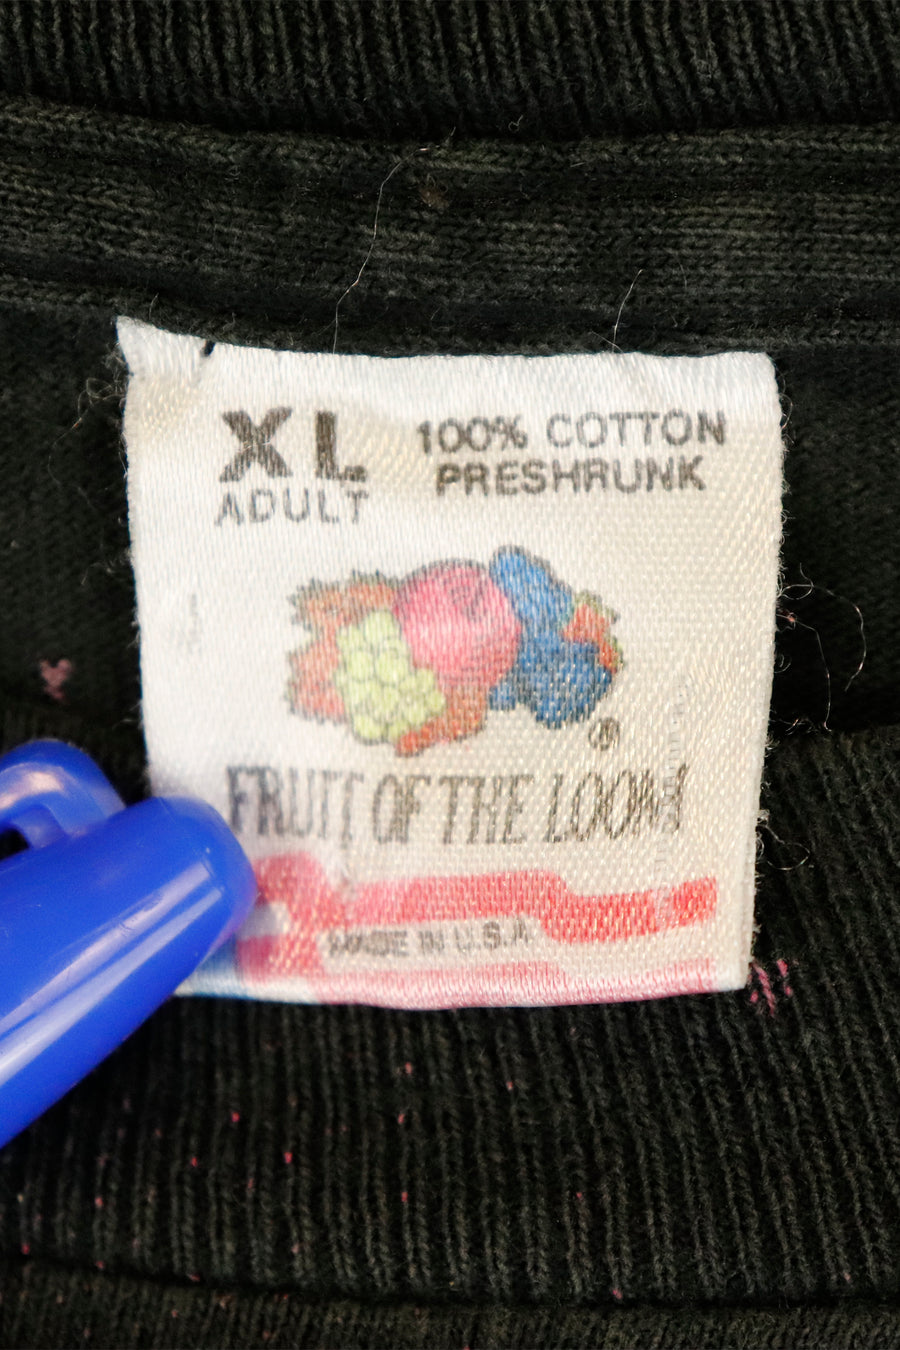 XL
ADULT
100% COTTON
PRESHRUNK
®
FRUIT OF THE LOOM
MADE IN U.S.A